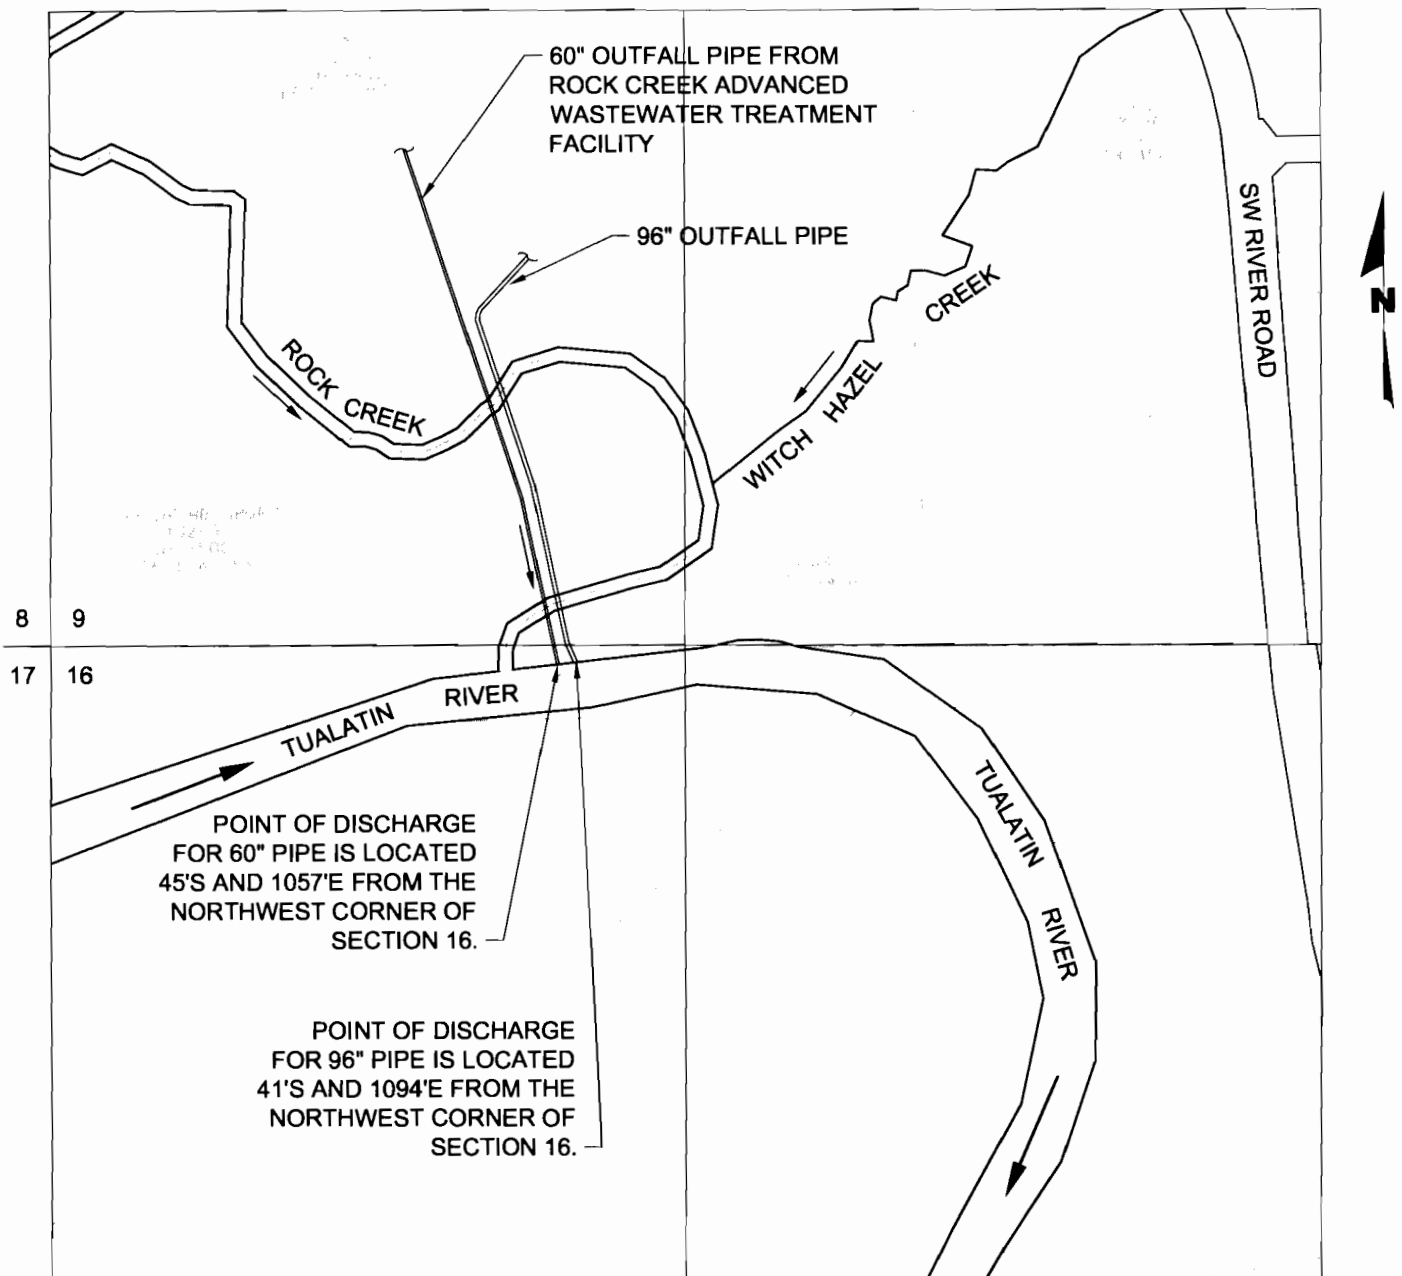 60" OUTFALL PIPE FROM
ROCK CREEK ADVANCED
WASTEWATER TREATMENT
FACILITY
96" OUTFALL PIPE
SW RIVER ROAD
N
ROCK CREEK
WITCH HAZEL CREEK
8 9
17 16
TUALATIN RIVER
TUALATIN RIVER
POINT OF DISCHARGE
FOR 60" PIPE IS LOCATED
45'S AND 1057'E FROM THE
NORTHWEST CORNER OF
SECTION 16.
POINT OF DISCHARGE
FOR 96" PIPE IS LOCATED
41'S AND 1094'E FROM THE
NORTHWEST CORNER OF
SECTION 16.